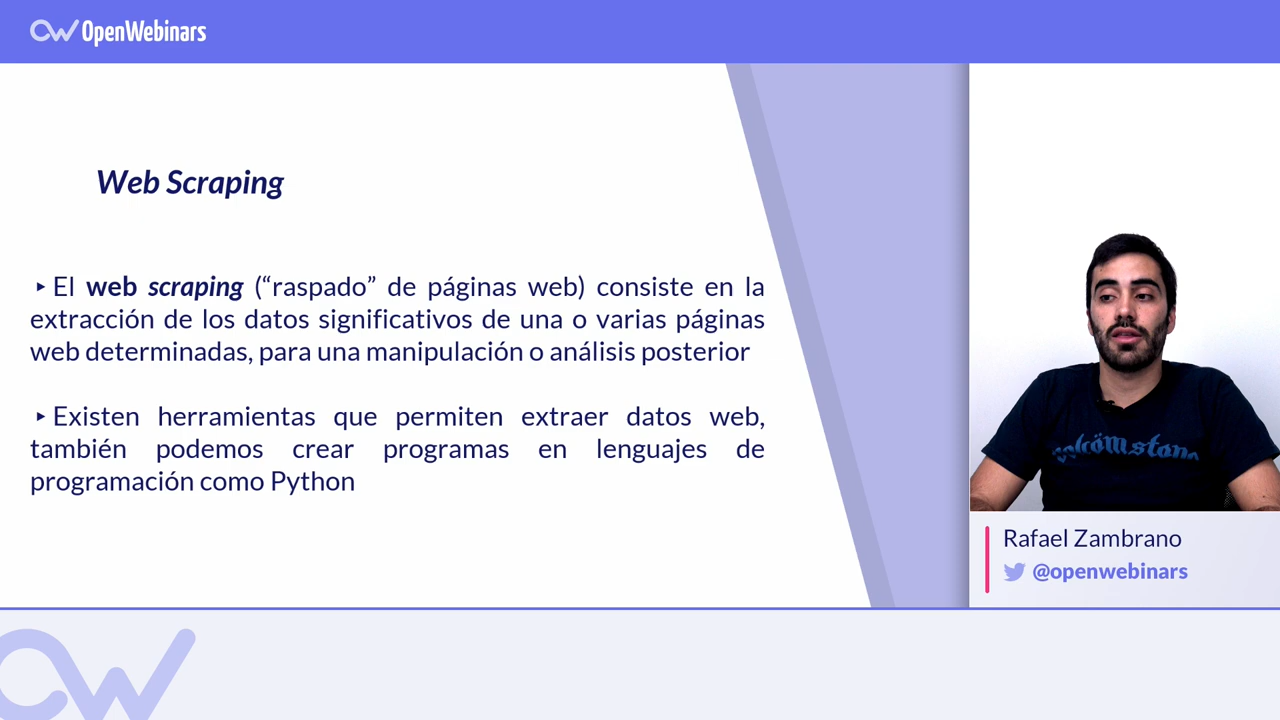 OpenWebinars
Web Scraping
‣ El web scraping (“raspado” de páginas web) consiste en la
extracción de los datos significativos de una o varias páginas
web determinadas, para una manipulación o análisis posterior
‣ Existen herramientas que permiten extraer datos web,
también podemos crear programas en lenguajes de
programación como Python
Rafael Zambrano
@openwebinars